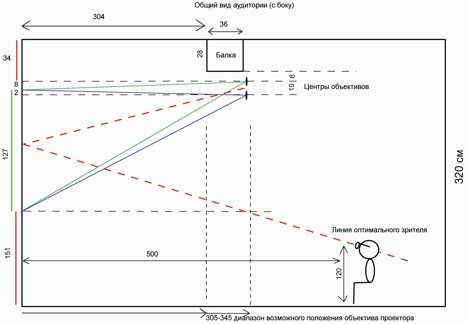 Общий вид аудитории (с боку)
304
36
34
28
Балка
8
2
10
6
Центры объективов
127
320 см
Линия оптимального зрителя
151
500
120
305-345 диапазон возможного положения объектива проектора